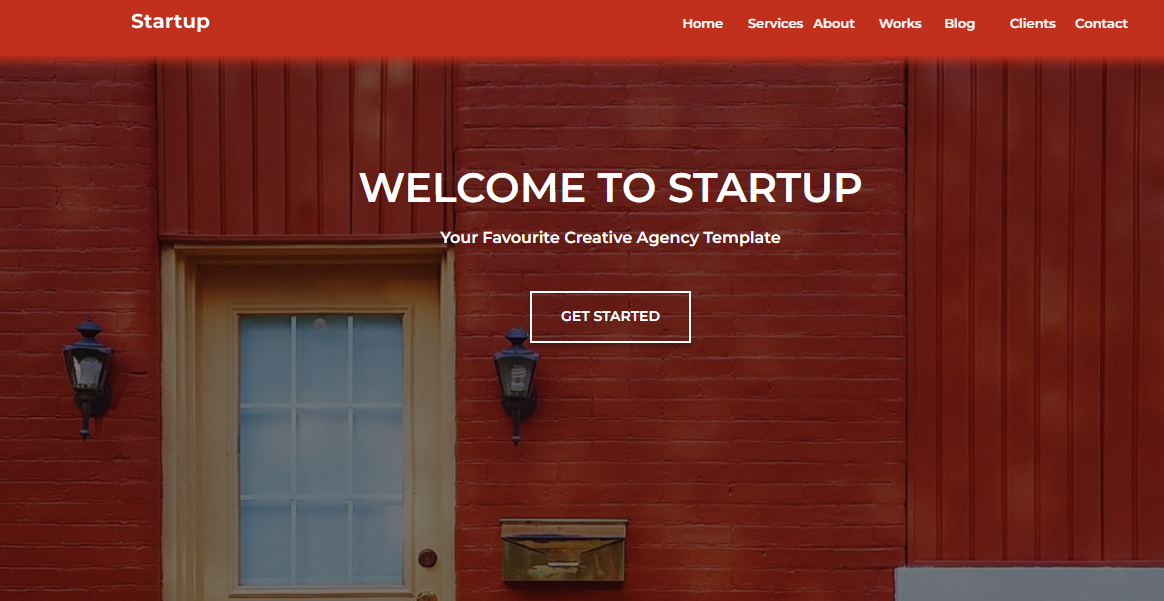 Startup
Home Services About Works Blog Clients Contact
WELCOME TO STARTUP
Your Favourite Creative Agency Template
GET STARTED